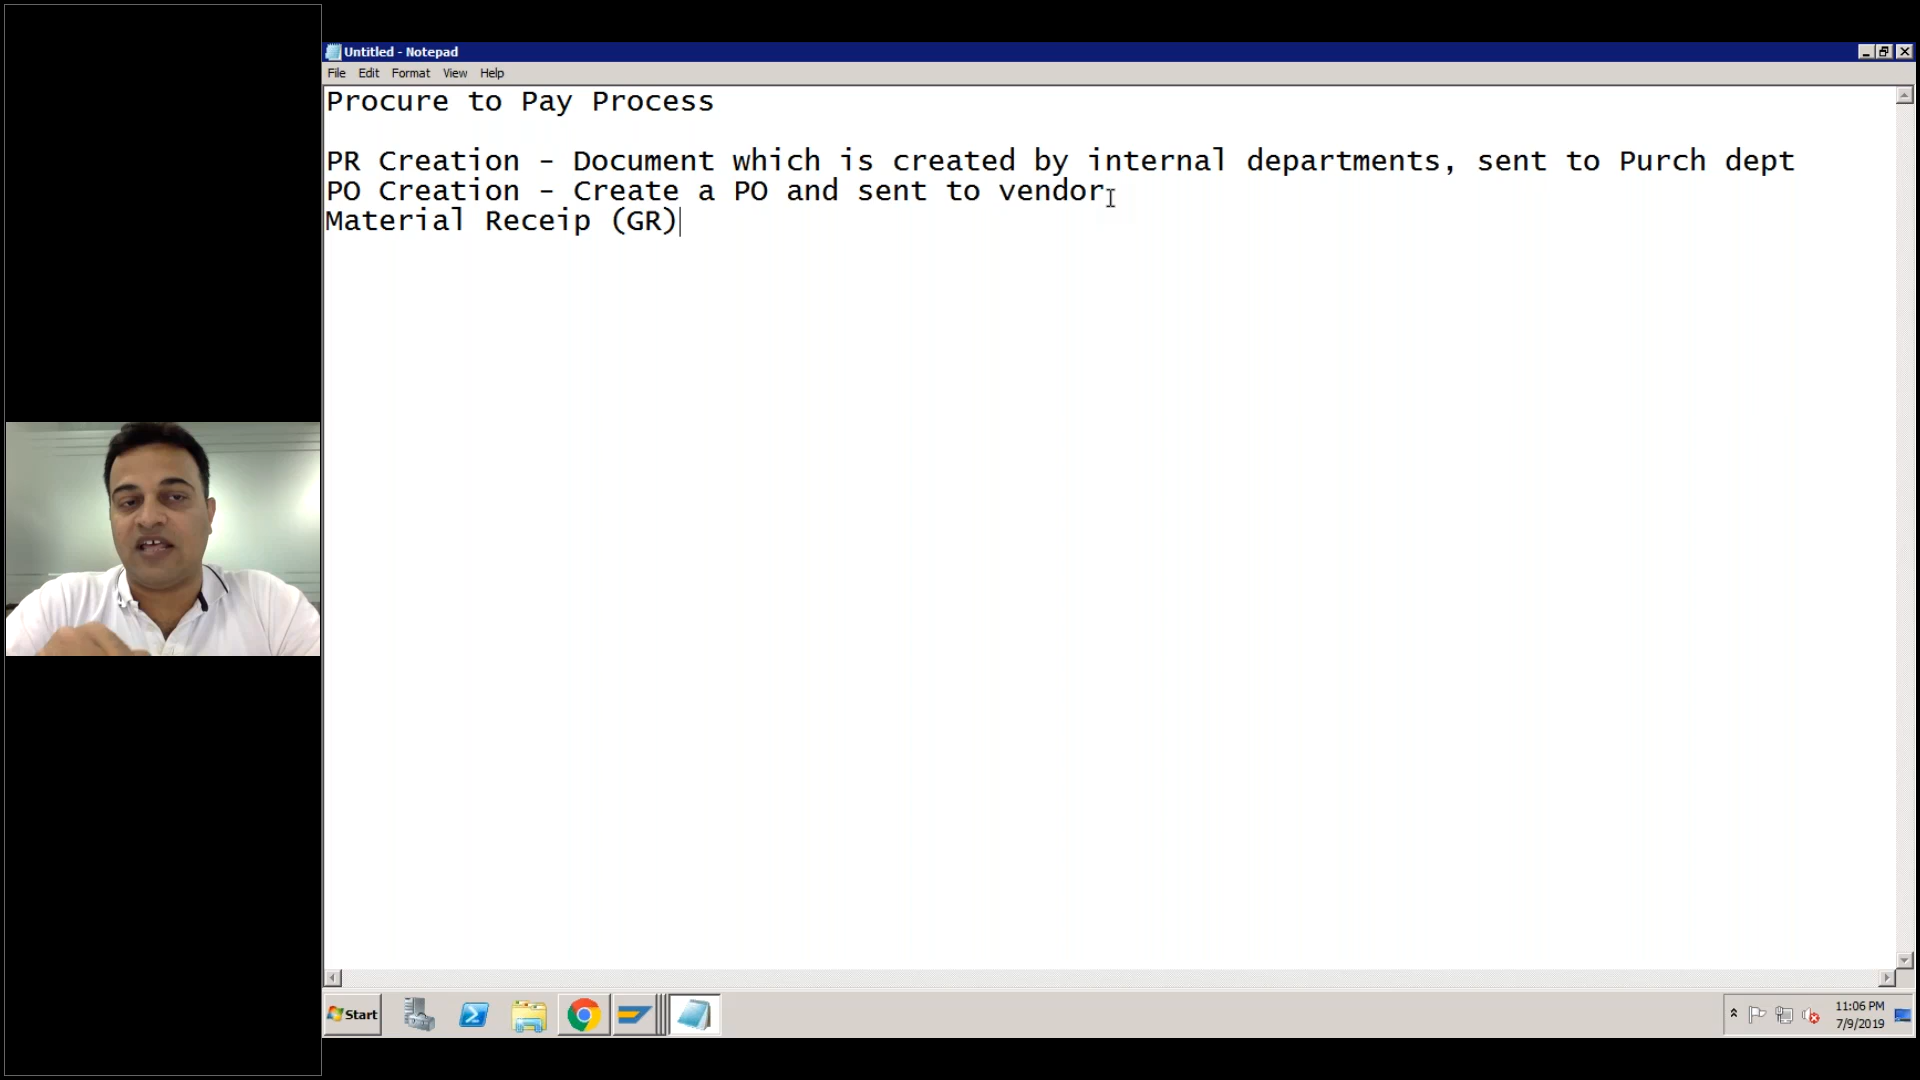 Untitled - Notepad
File Edit Format View Help
Procure to Pay Process
PR Creation - Document which is created by internal departments, sent to Purch dept
PO Creation - Create a PO and sent to vendor
Material Receip (GR)
Start
11:06 PM
7/9/2019